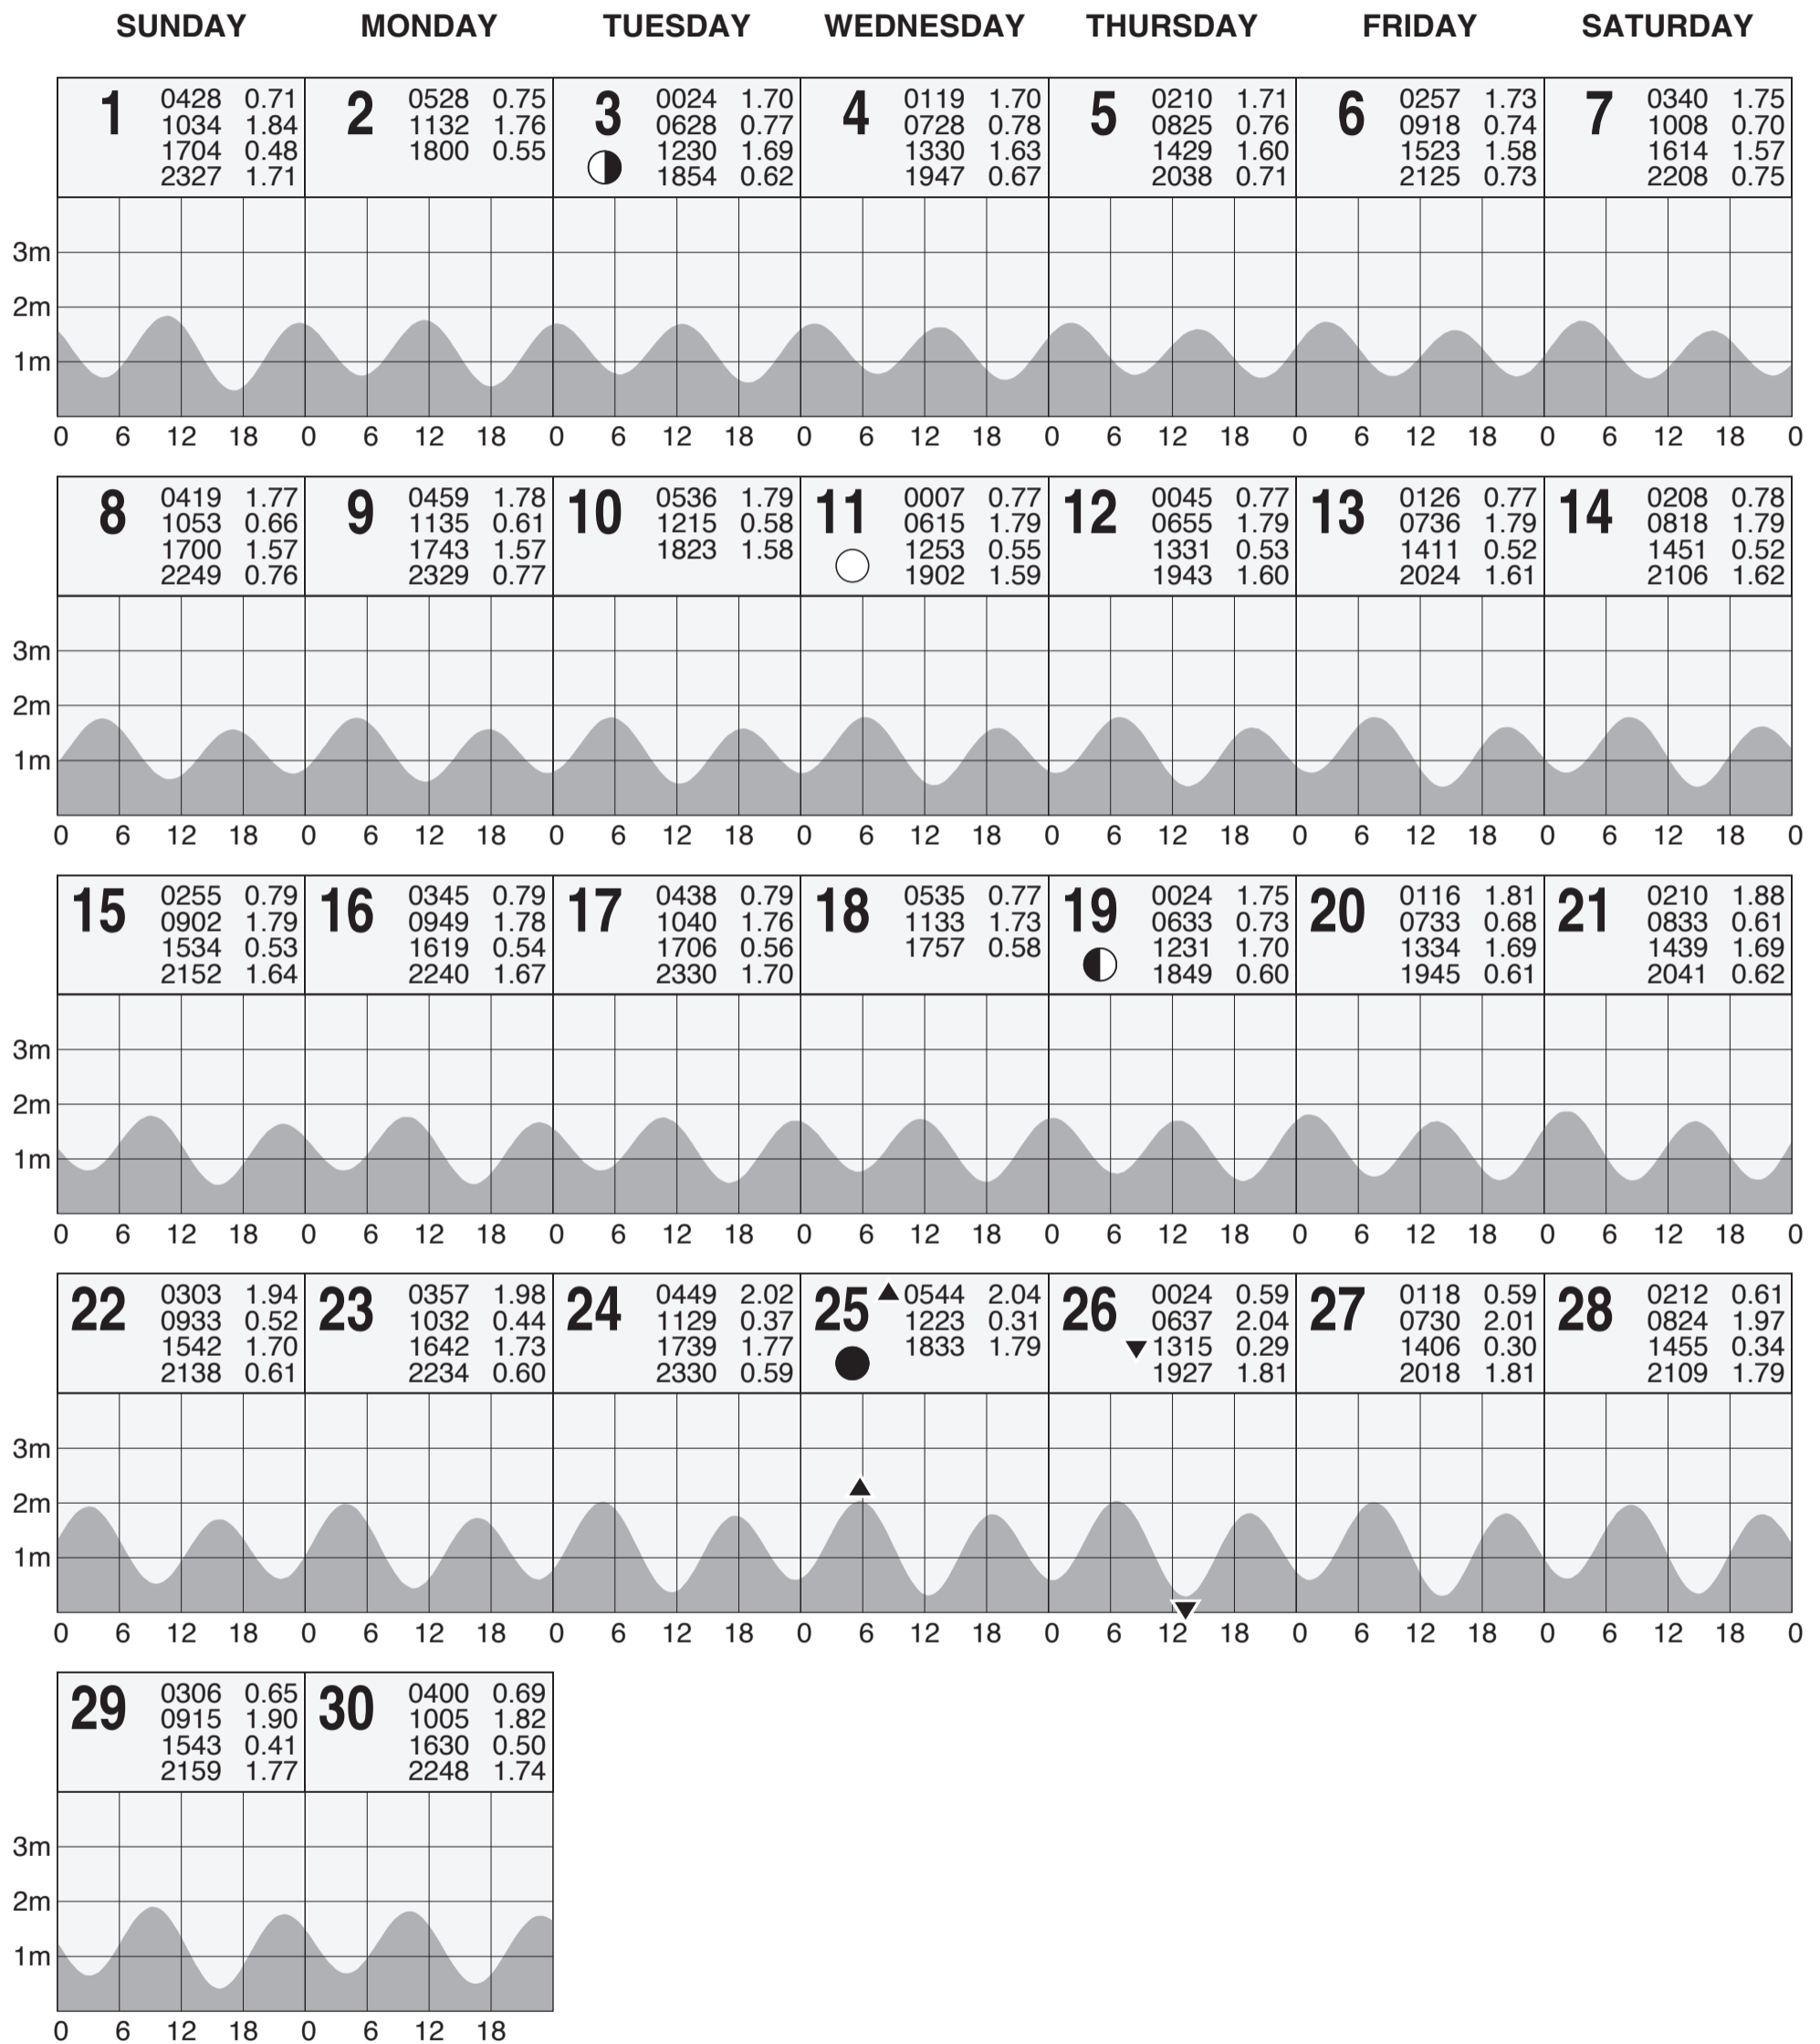 SUNDAY MONDAY TUESDAY WEDNESDAY THURSDAY FRIDAY SATURDAY
1 0428 0.71
1034 1.84
1704 0.48
2327 1.71
2 0528 0.75
1132 1.76
1800 0.55
3 0024 1.70
0628 0.77
1230 1.69
1854 0.62
4 0119 1.70
0728 0.78
1330 1.63
1947 0.67
5 0210 1.71
0825 0.76
1429 1.60
2038 0.71
6 0257 1.73
0918 0.74
1523 1.58
2125 0.73
7 0340 1.75
1008 0.70
1614 1.57
2208 0.75
3m
2m
1m
0 6 12 18 0 6 12 18 0 6 12 18 0 6 12 18 0 6 12 18 0 6 12 18 0 6 12 18 0
8 0419 1.77
1053 0.66
1700 1.57
2249 0.76
9 0459 1.78
1135 0.61
1743 1.57
2329 0.77
10 0536 1.79
1215 0.58
1823 1.58
11 0007 0.77
0615 1.79
1253 0.55
1902 1.59
12 0045 0.77
0655 1.79
1331 0.53
1943 1.60
13 0126 0.77
0736 1.79
1411 0.52
2024 1.61
14 0208 0.78
0818 1.79
1451 0.52
2106 1.62
3m
2m
1m
0 6 12 18 0 6 12 18 0 6 12 18 0 6 12 18 0 6 12 18 0 6 12 18 0 6 12 18 0
15 0255 0.79
0902 1.79
1534 0.53
2152 1.64
16 0345 0.79
0949 1.78
1619 0.54
2240 1.67
17 0438 0.79
1040 1.76
1706 0.56
2330 1.70
18 0535 0.77
1133 1.73
1757 0.58
19 0024 1.75
0633 0.73
1231 1.70
1849 0.60
20 0116 1.81
0733 0.68
1334 1.69
1945 0.61
21 0210 1.88
0833 0.61
1439 1.69
2041 0.62
3m
2m
1m
0 6 12 18 0 6 12 18 0 6 12 18 0 6 12 18 0 6 12 18 0 6 12 18 0 6 12 18 0
22 0303 1.94
0933 0.52
1542 1.70
2138 0.61
23 0357 1.98
1032 0.44
1642 1.73
2234 0.60
24 0449 2.02
1129 0.37
1739 1.77
2330 0.59
25 0544 2.04
1223 0.31
1833 1.79
26 0024 0.59
0637 2.04
1315 0.29
1927 1.81
27 0118 0.59
0730 2.01
1406 0.30
2018 1.81
28 0212 0.61
0824 1.97
1455 0.34
2109 1.79
3m
2m
1m
0 6 12 18 0 6 12 18 0 6 12 18 0 6 12 18 0 6 12 18 0 6 12 18 0 6 12 18 0
29 0306 0.65
0915 1.90
1543 0.41
2159 1.77
30 0400 0.69
1005 1.82
1630 0.50
2248 1.74
3m
2m
1m
0 6 12 18 0 6 12 18